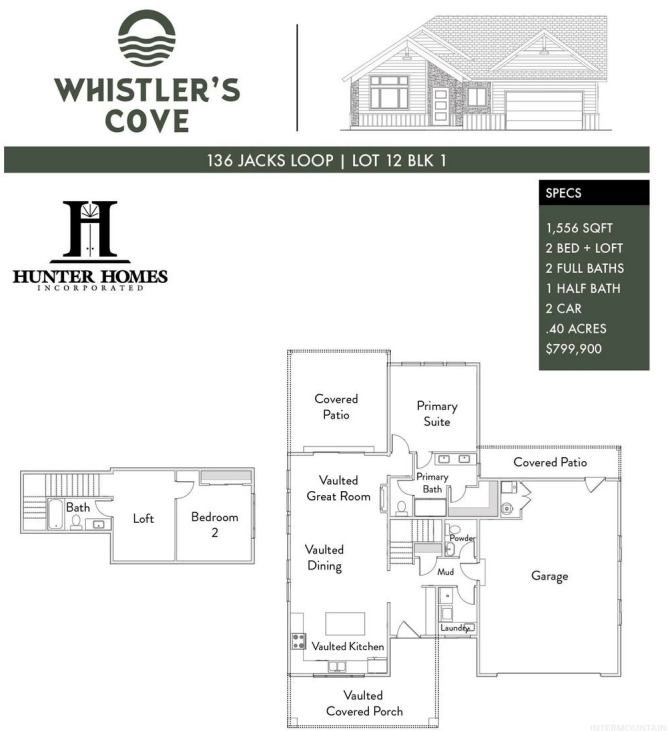 WHISTLER'S
COVE
136 JACKS LOOP | LOT 12 BLK 1
H
HUNTER HOMES
INCORPORATED
SPECS
1,556 SQFT
2 BED + LOFT
2 FULL BATHS
1 HALF BATH
2 CAR
.40 ACRES
$799,900
Covered
Patio
Primary
Suite
Covered Patio
Vaulted
Great Room
Primary
Bath
Bath
Loft
Bedroom
2
Powder
Vaulted
Dining
Mud
Garage
Laundry
Vaulted Kitchen
Vaulted
Covered Porch
INTERMOUNTAIN